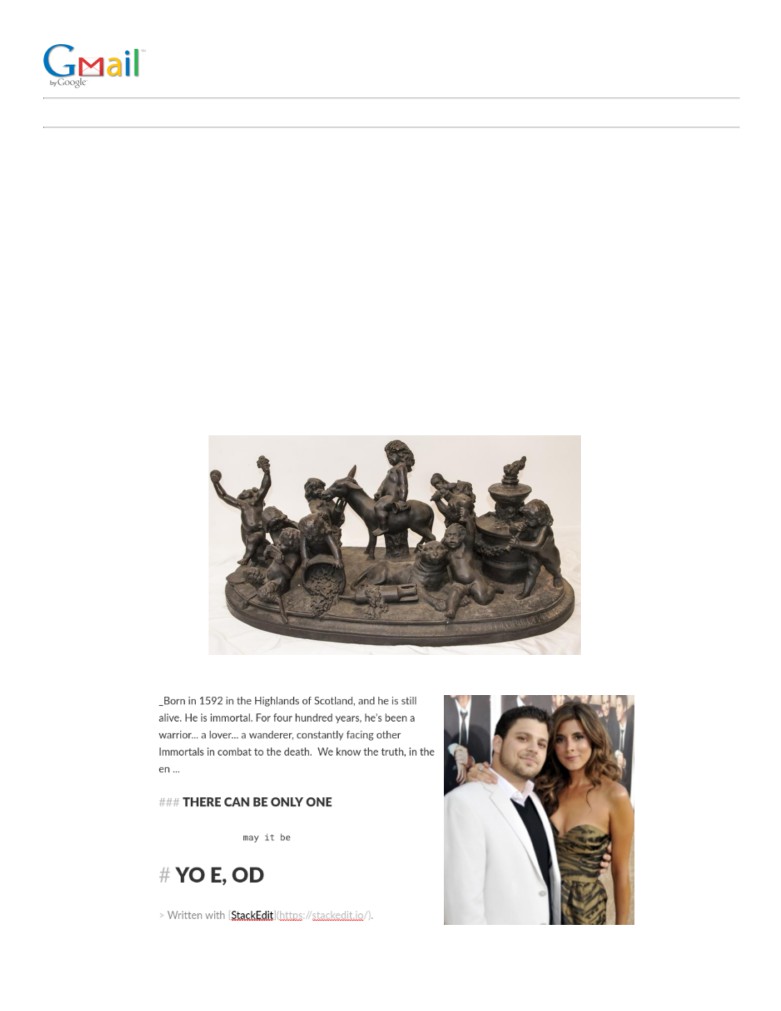 Gmail
by Google
_Born in 1592 in the Highlands of Scotland, and he is still
alive. He is immortal. For four hundred years, he's been a
warrior... a lover... a wanderer, constantly facing other
Immortals in combat to the death.  We know the truth, in the
en ...
### THERE CAN BE ONLY ONE
may it be
# YO E, OD
> Written with [StackEdit](https://stackedit.io/).